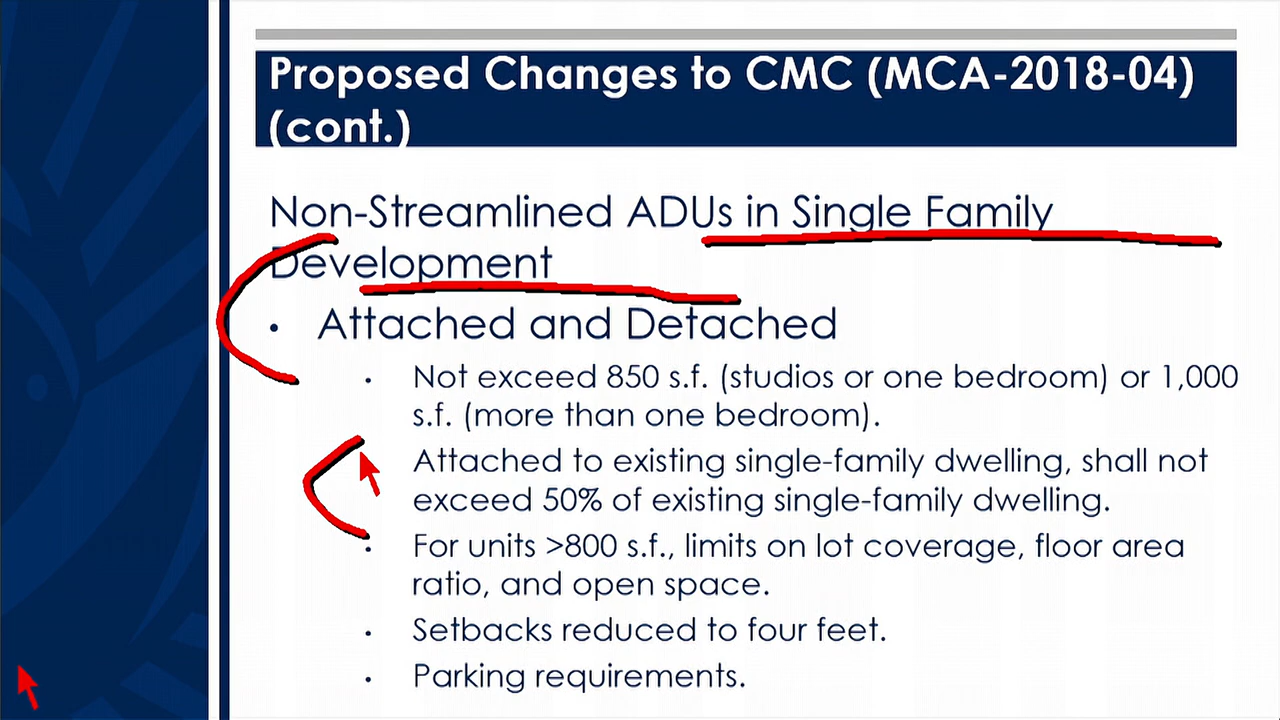 Proposed Changes to CMC (MCA-2018-04)
(cont.)
Non-Streamlined ADUs in Single Family
Development
• Attached and Detached
• Not exceed 850 s.f. (studios or one bedroom) or 1,000
s.f. (more than one bedroom).
Attached to existing single-family dwelling, shall not
exceed 50% of existing single-family dwelling.
• For units >800 s.f., limits on lot coverage, floor area
ratio, and open space.
• Setbacks reduced to four feet.
• Parking requirements.